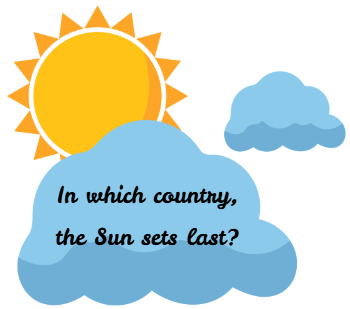 In which country,
the Sun sets last?